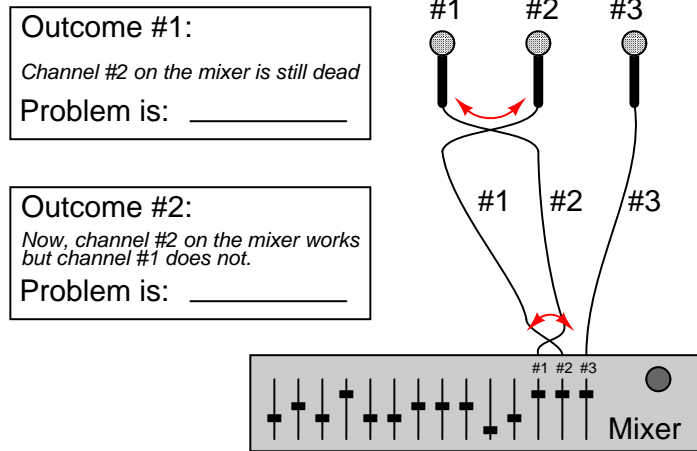 #1 #2 #3
Outcome #1:
Channel #2 on the mixer is still dead
Problem is: __________
Outcome #2:
Now, channel #2 on the mixer works
but channel #1 does not.
Problem is: __________
#1 #2 #3
#1 #2 #3
Mixer